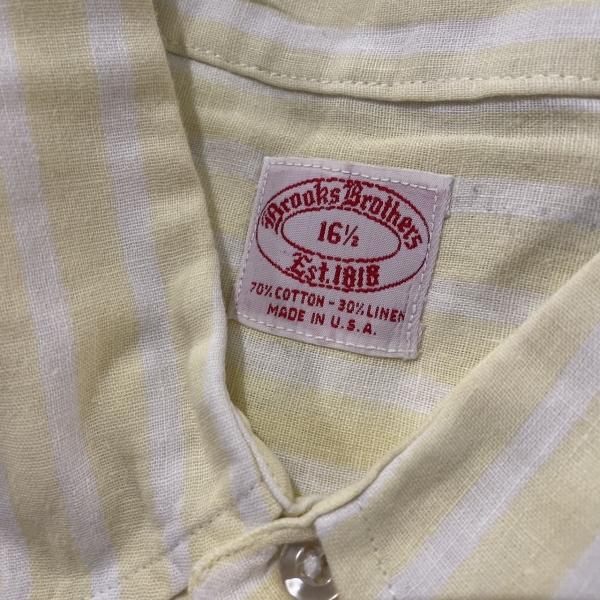 Brooks Brothers
16½
Est. 1818
70% COTTON - 30% LINEN
MADE IN U.S.A.